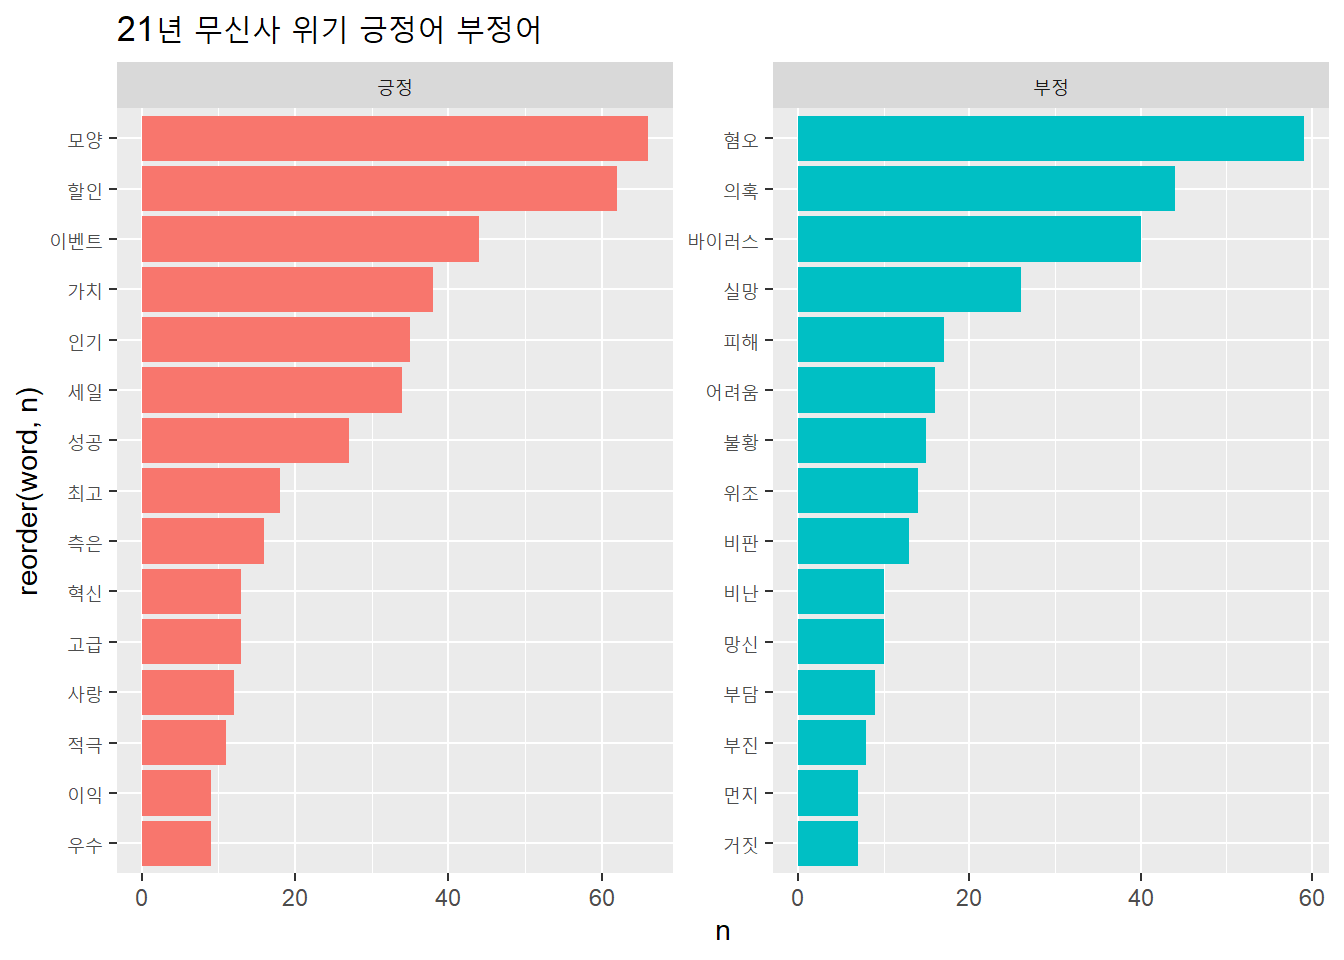 21년 무신사 위기 긍정어 부정어
긍정
모양
할인
이벤트
가치
인기
세일
성공
최고
측은
혁신
고급
사랑
적극
이익
우수
0 20 40 60
부정
혐오
의혹
바이러스
실망
피해
어려움
불황
위조
비판
비난
망신
부담
부진
먼지
거짓
0 20 40 60
n
reorder(word, n)